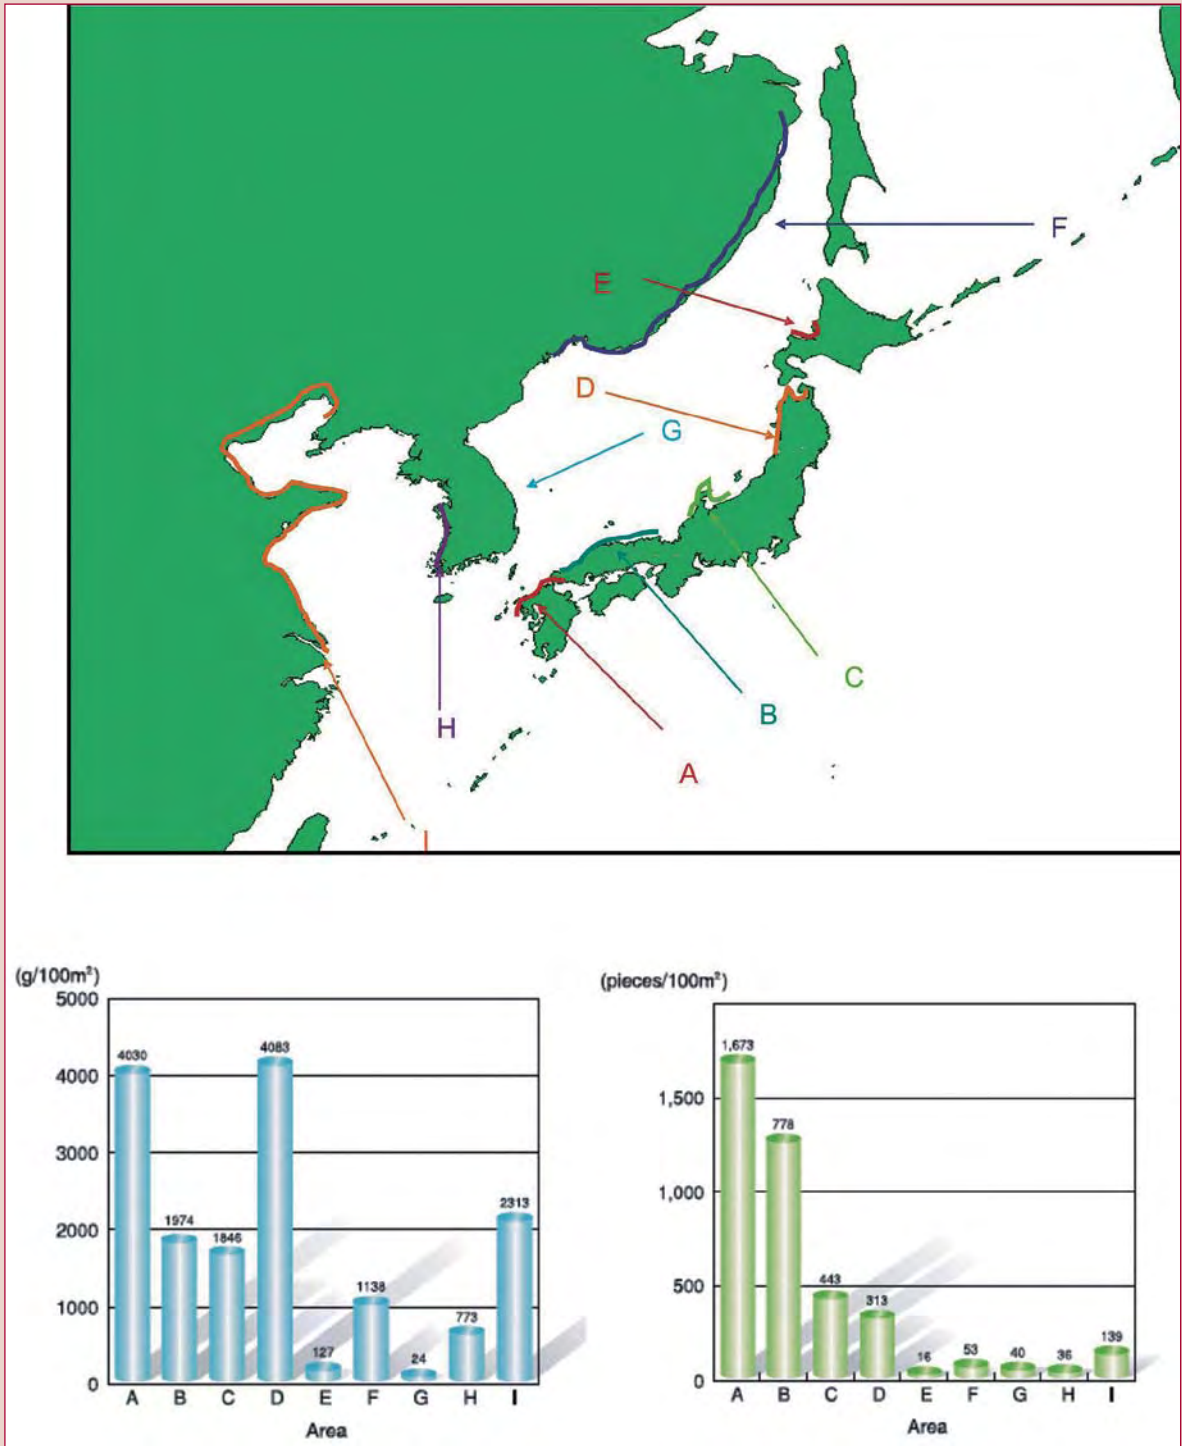 F
E
D
G
C
B
H
A
I
(g/100m²)
5000
4000
3000
2000
1000
0
4030
1974
1846
4083
127
1138
24
773
2313
A B C D E F G H I
Area
(pieces/100m²)
1,500
1,000
500
0
1,673
778
443
313
16
53
40
36
139
A B C D E F G H I
Area